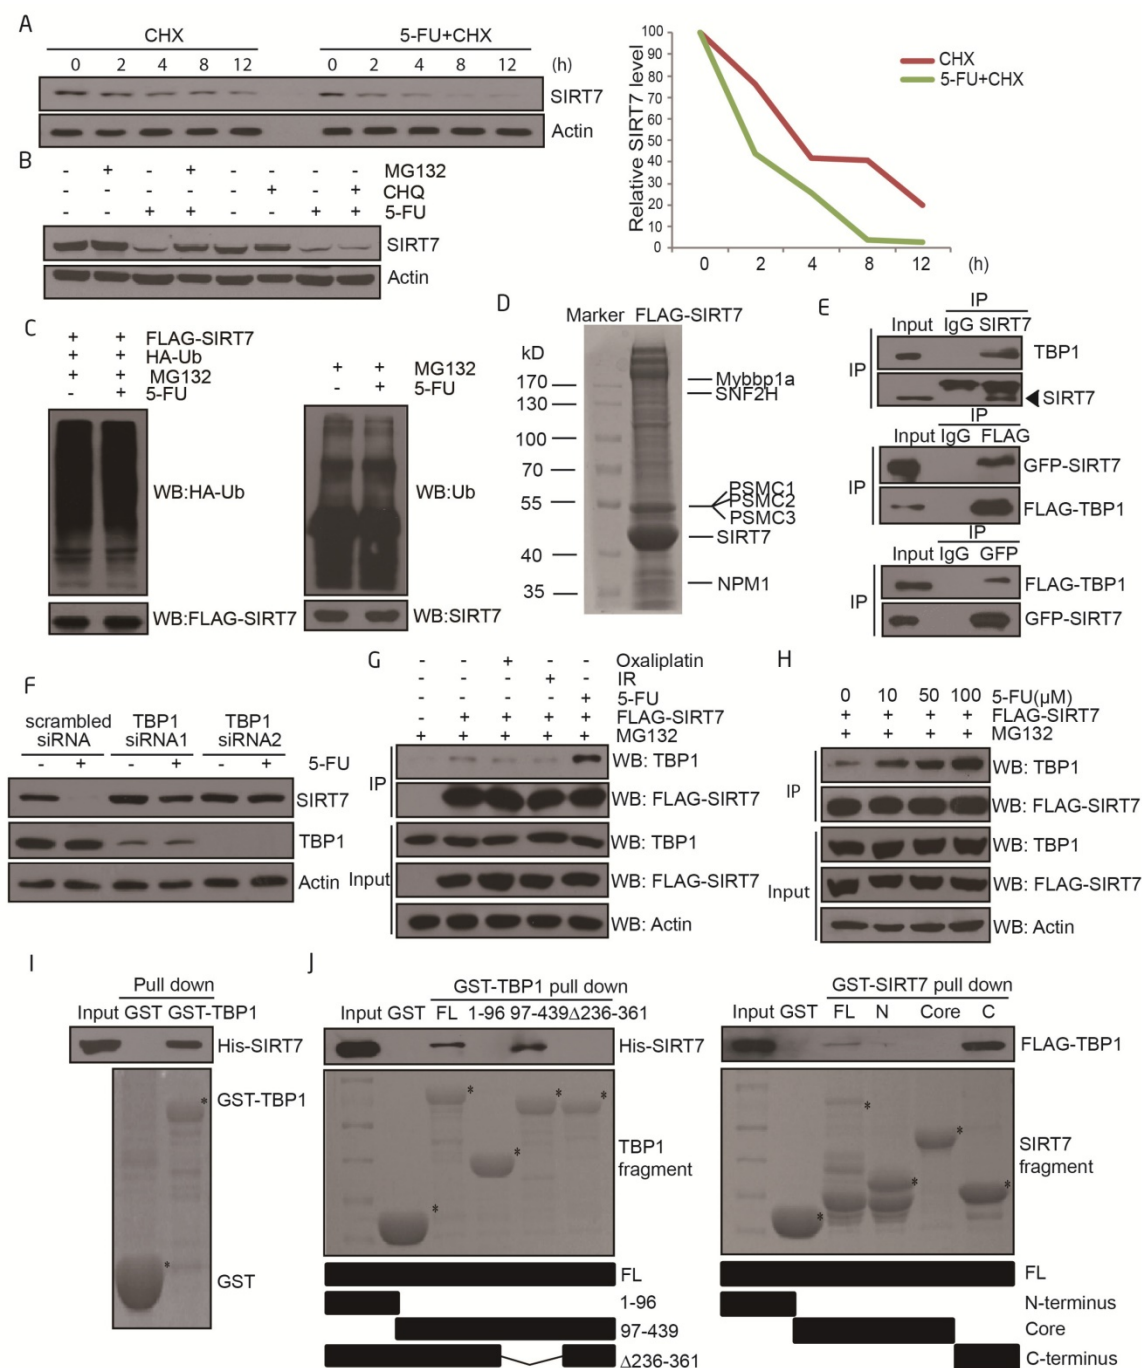 A
CHX 5-FU+CHX
0 2 4 8 12 0 2 4 8 12 (h)
SIRT7
Actin
Relative SIRT7 level
100
90
80
70
60
50
40
30
20
10
0
0 2 4 8 12 (h)
CHX
5-FU+CHX
B
- + - + - - - - MG132
- - - - - + - + CHQ
- - + + - - + + 5-FU
SIRT7
Actin
C
+ + FLAG-SIRT7
+ + HA-Ub
+ + MG132
- + 5-FU
WB:HA-Ub
WB:FLAG-SIRT7
+ + MG132
- + 5-FU
WB:Ub
WB:SIRT7
D
Marker FLAG-SIRT7
kD
170
130
100
70
55
40
35
Mybbp1a
SNF2H
PSMC1
PSMC2
PSMC3
SIRT7
NPM1
E
IP
Input IgG SIRT7
IP
TBP1
SIRT7
IP
Input IgG FLAG
IP
GFP-SIRT7
FLAG-TBP1
IP
Input IgG GFP
IP
FLAG-TBP1
GFP-SIRT7
F
scrambled siRNA TBP1 siRNA1 TBP1 siRNA2
- + - + - + 5-FU
SIRT7
TBP1
Actin
G
- - + - - Oxaliplatin
- - - + - IR
- - - - + 5-FU
- + + + + FLAG-SIRT7
+ + + + + MG132
IP
WB: TBP1
WB: FLAG-SIRT7
Input
WB: TBP1
WB: FLAG-SIRT7
WB: Actin
H
0 10 50 100 5-FU(μM)
+ + + + FLAG-SIRT7
+ + + + MG132
IP
WB: TBP1
WB: FLAG-SIRT7
Input
WB: TBP1
WB: FLAG-SIRT7
WB: Actin
I
Pull down
Input GST GST-TBP1
His-SIRT7
GST-TBP1 *
* GST
J
GST-TBP1 pull down
Input GST FL 1-96 97-439 Δ236-361
His-SIRT7
* * * * *
TBP1
fragment
FL
1-96
97-439
Δ236-361
GST-SIRT7 pull down
Input GST FL N Core C
FLAG-TBP1
* * * * *
SIRT7
fragment
FL
N-terminus
Core
C-terminus